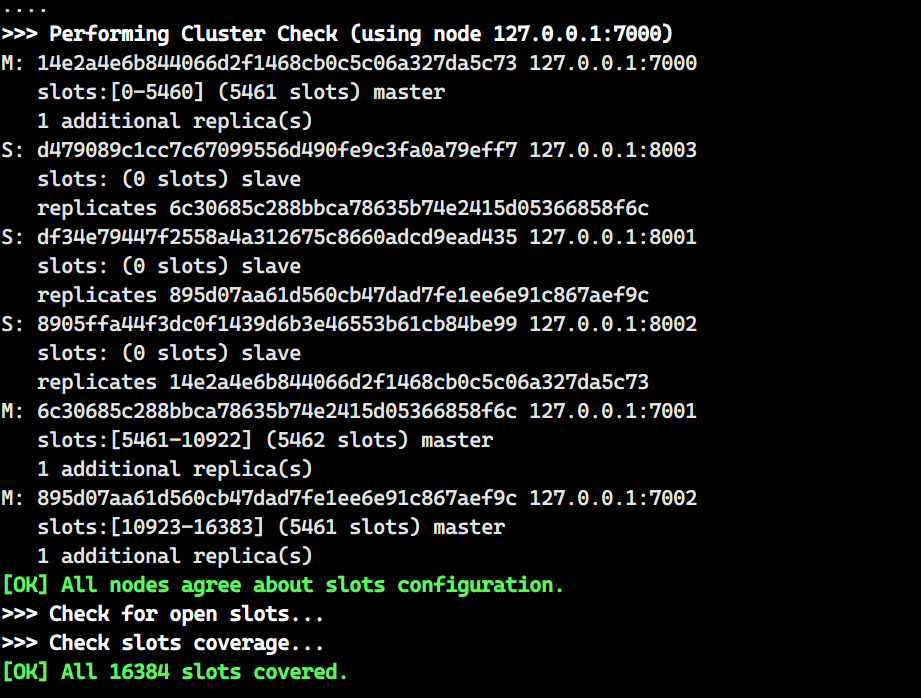 ....
>>> Performing Cluster Check (using node 127.0.0.1:7000)
M: 14e2a4e6b844066d2f1468cb0c5c06a327da5c73 127.0.0.1:7000
   slots:[0-5460] (5461 slots) master
   1 additional replica(s)
S: d479089c1cc7c67099556d490fe9c3fa0a79eff7 127.0.0.1:8003
   slots: (0 slots) slave
   replicates 6c30685c288bbca78635b74e2415d05366858f6c
S: df34e79447f2558a4a312675c8660adcd9ead435 127.0.0.1:8001
   slots: (0 slots) slave
   replicates 895d07aa61d560cb47dad7fe1ee6e91c867aef9c
S: 8905ffa44f3dc0f1439d6b3e46553b61cb84be99 127.0.0.1:8002
   slots: (0 slots) slave
   replicates 14e2a4e6b844066d2f1468cb0c5c06a327da5c73
M: 6c30685c288bbca78635b74e2415d05366858f6c 127.0.0.1:7001
   slots:[5461-10922] (5462 slots) master
   1 additional replica(s)
M: 895d07aa61d560cb47dad7fe1ee6e91c867aef9c 127.0.0.1:7002
   slots:[10923-16383] (5461 slots) master
   1 additional replica(s)
[OK] All nodes agree about slots configuration.
>>> Check for open slots...
>>> Check slots coverage...
[OK] All 16384 slots covered.